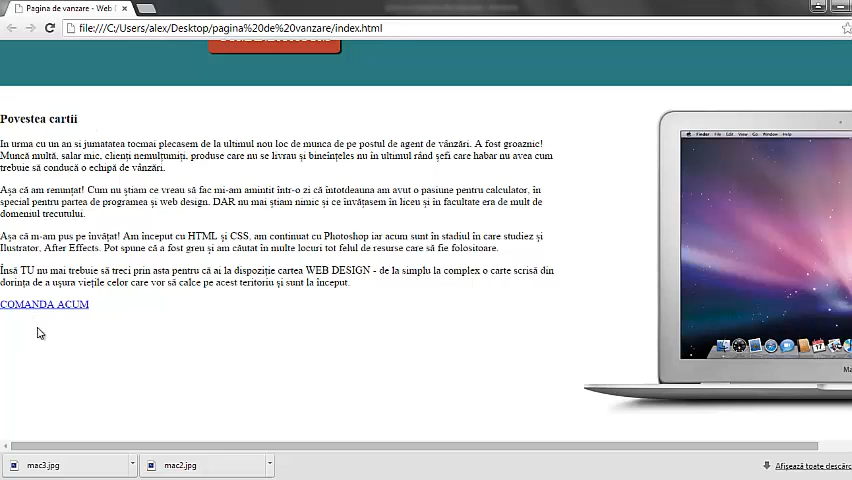 Pagina de vanzare - Web D
file:///C:/Users/alex/Desktop/pagina%20de%20vanzare/index.html
Povestea cartii
In urma cu un an si jumatatea tocmai plecasem de la ultimul nou loc de munca de pe postul de agent de vânzări. A fost groaznic!
Muncă multă, salar mic, clienți nemulțumiți, produse care nu se livrau și bineînțeles nu în ultimul rând șefi care habar nu avea cum
trebuie să conducă o echipă de vânzări.
Așa că am renunțat! Cum nu știam ce vreau să fac mi-am amintit într-o zi că întotdeauna am avut o pasiune pentru calculator, în
special pentru partea de programea și web design. DAR nu mai știam nimic și ce învățasem în liceu și în facultate era de mult de
domeniul trecutului.
Așa că m-am pus pe învățat! Am început cu HTML și CSS, am continuat cu Photoshop iar acum sunt în stadiul în care studiez și
Ilustrator, After Effects. Pot spune că a fost greu și am căutat în multe locuri tot felul de resurse care să fie folositoare.
Însă TU nu mai trebuie să treci prin asta pentru că ai la dispoziție cartea WEB DESIGN - de la simplu la complex o carte scrisă din
dorința de a ușura viețile celor care vor să calce pe acest teritoriu și sunt la început.
COMANDA ACUM
Finder File Edit View Go Window Help
17
Ma
mac3.jpg
mac2.jpg
Afișează toate descărc